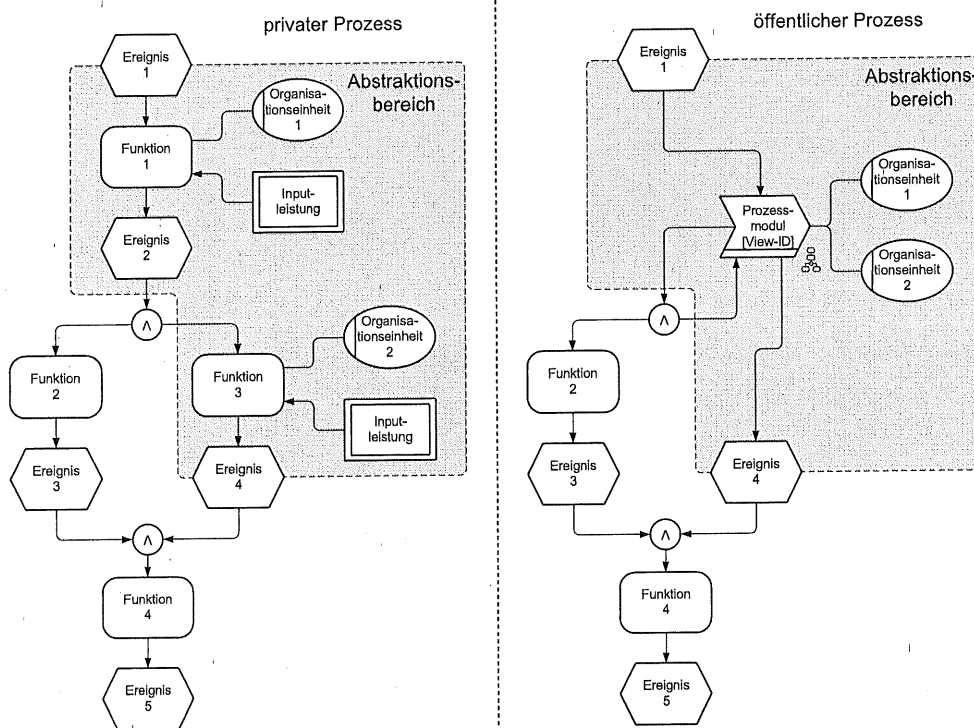 privater Prozess
Ereignis
1
Abstraktions-
bereich
Organisa-
tionseinheit
1
Funktion
1
Input-
leistung
Ereignis
2
Λ
Organisa-
tionseinheit
2
Funktion
2
Funktion
3
Input-
leistung
Ereignis
3
Ereignis
4
Λ
Funktion
4
Ereignis
5
öffentlicher Prozess
Ereignis
1
Abstraktions-
bereich
Organisa-
tionseinheit
1
Prozess-
modul
[View-ID]
Organisa-
tionseinheit
2
Λ
Funktion
2
Ereignis
3
Ereignis
4
Λ
Funktion
4
Ereignis
5